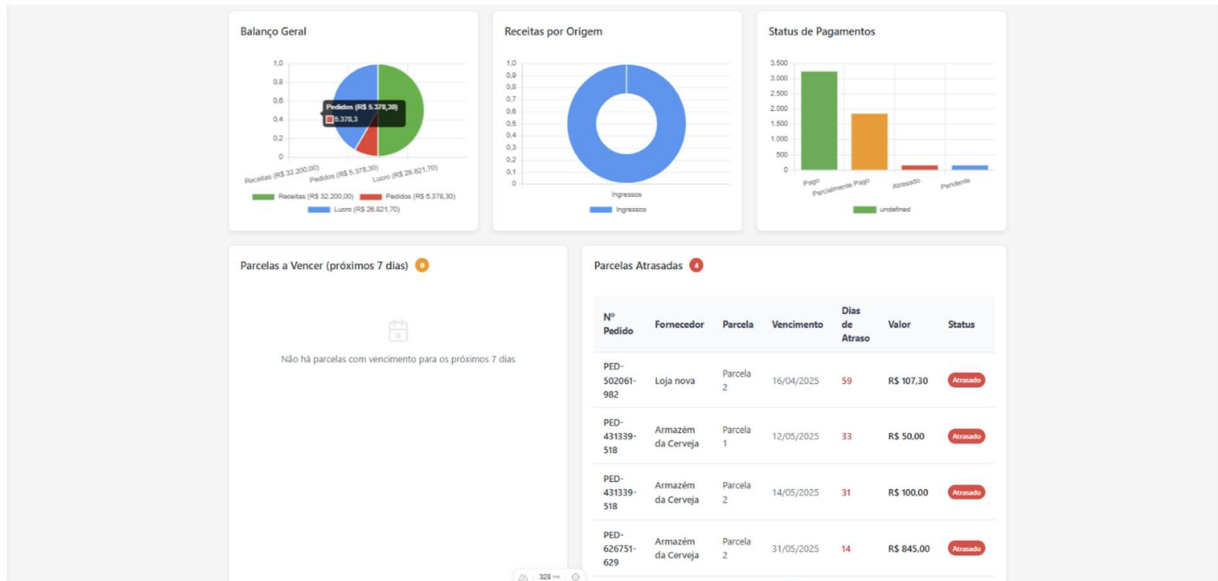 Balanço Geral
1,0
0,8
0,6
0,4
0,2
0
Pedidos (R$ 5.378,30)
5.378,3
Receitas (R$ 32.200,00)
Pedidos (R$ 5.378,30)
Lucro (R$ 26.821,70)
Receitas (R$ 32.200,00)
Pedidos (R$ 5.378,30)
Lucro (R$ 26.821,70)
Receitas por Origem
1,0
0,9
0,8
0,7
0,6
0,5
0,4
0,3
0,2
0,1
0
Ingressos
Ingressos
Status de Pagamentos
3.500
3.000
2.500
2.000
1.500
1.000
500
0
Pago
Parcialmente Pago
Atrasado
Pendente
undefined
Parcelas a Vencer (próximos 7 dias) 0
Não há parcelas com vencimento para os próximos 7 dias
Parcelas Atrasadas 4
Nº Pedido Fornecedor Parcela Vencimento Dias de Atraso Valor Status
PED-502061-982 Loja nova Parcela 2 16/04/2025 59 R$ 107,30 Atrasado
PED-431339-518 Armazém da Cerveja Parcela 1 12/05/2025 33 R$ 50,00 Atrasado
PED-431339-518 Armazém da Cerveja Parcela 2 14/05/2025 31 R$ 100,00 Atrasado
PED-626751-629 Armazém da Cerveja Parcela 2 31/05/2025 14 R$ 845,00 Atrasado
328 ms